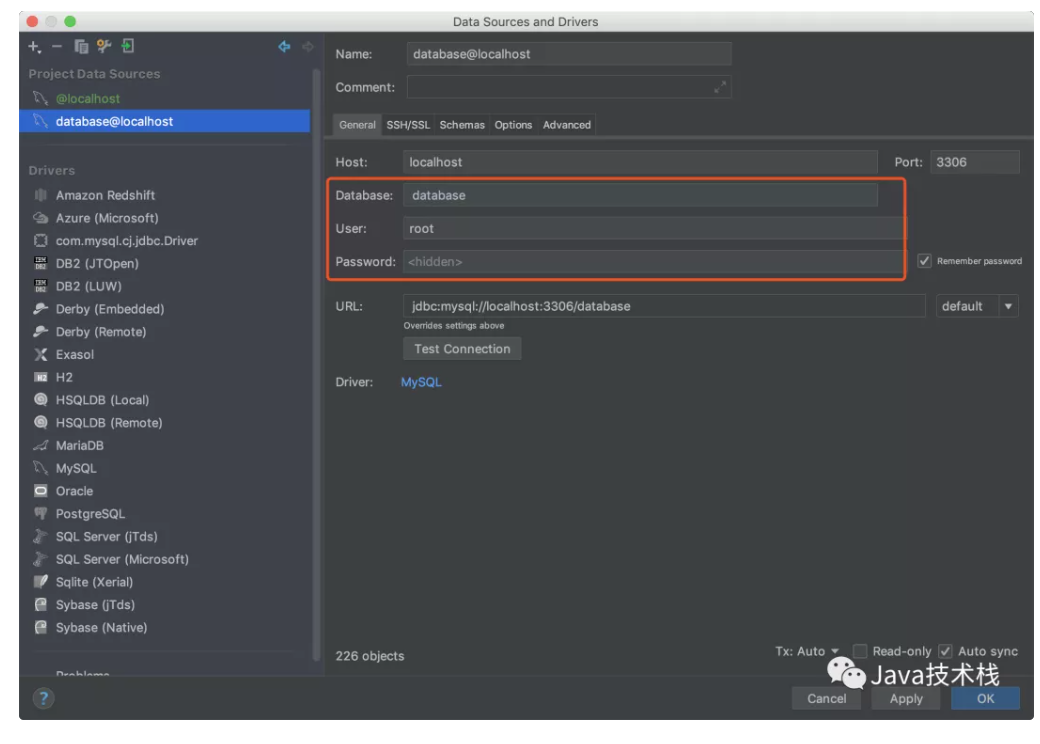 Data Sources and Drivers
Project Data Sources
@localhost
database@localhost
Drivers
Amazon Redshift
Azure (Microsoft)
com.mysql.cj.jdbc.Driver
DB2 (JTOpen)
DB2 (LUW)
Derby (Embedded)
Derby (Remote)
Exasol
H2
HSQLDB (Local)
HSQLDB (Remote)
MariaDB
MySQL
Oracle
PostgreSQL
SQL Server (jTds)
SQL Server (Microsoft)
Sqlite (Xerial)
Sybase (jTds)
Sybase (Native)
Problems
Name: database@localhost
Comment:
General SSH/SSL Schemas Options Advanced
Host: localhost Port: 3306
Database: database
User: root
Password: <hidden> Remember password
URL: jdbc:mysql://localhost:3306/database default
Overrides settings above
Test Connection
Driver: MySQL
226 objects Tx: Auto Read-only Auto sync
Java技术栈
? Cancel Apply OK